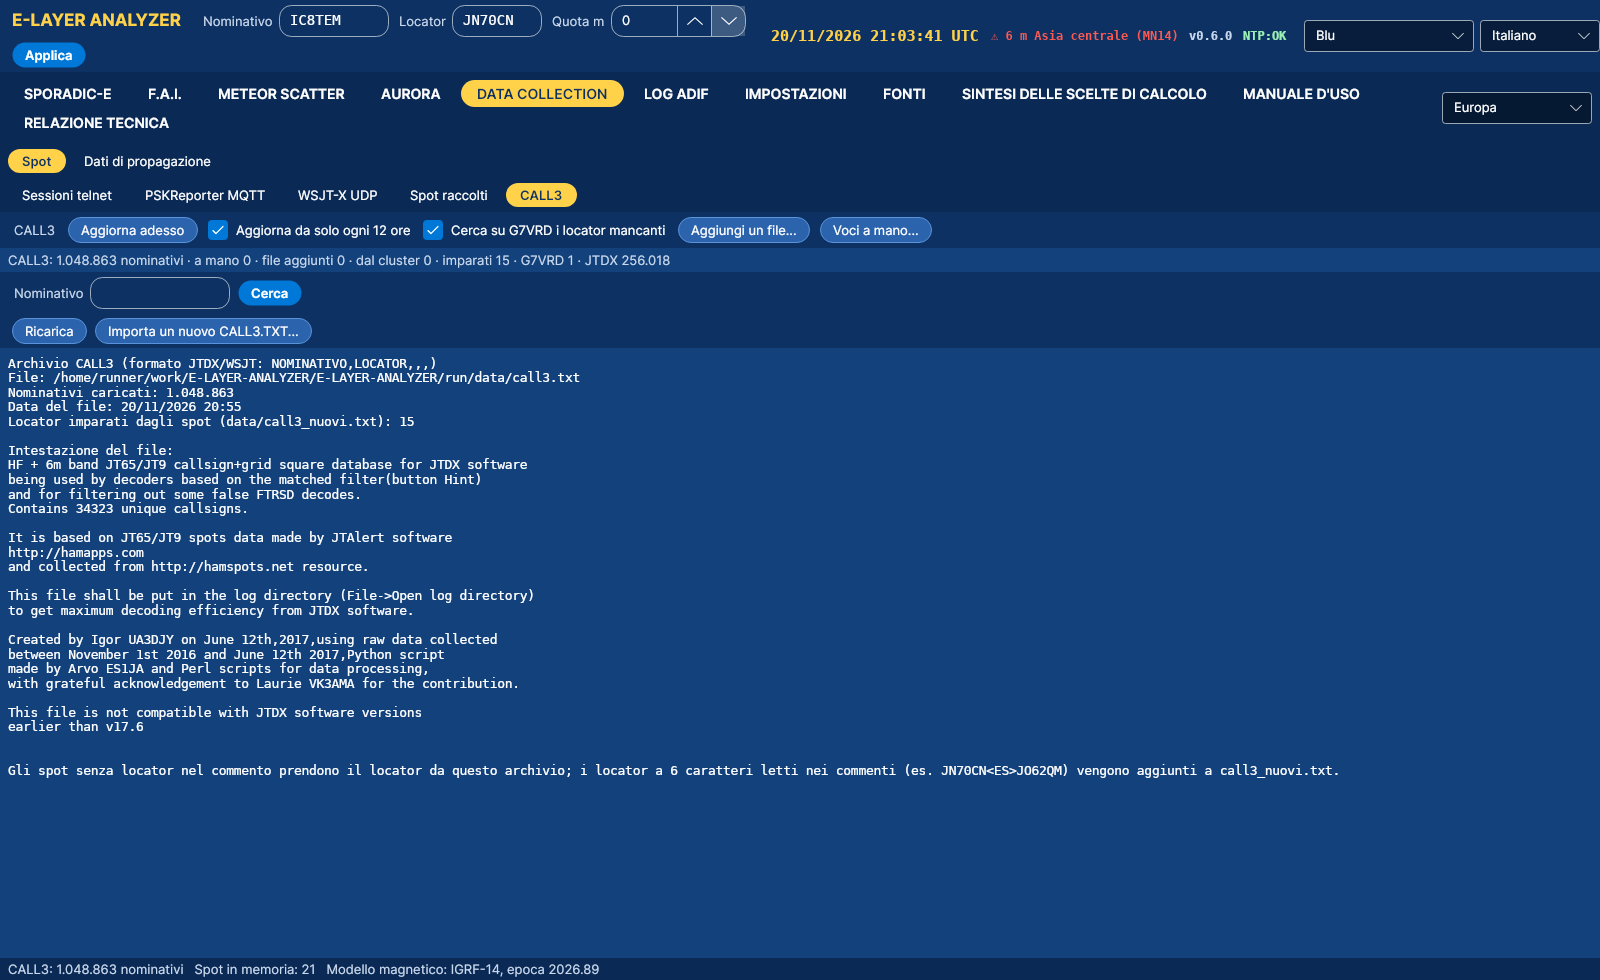 E-LAYER ANALYZER
Nominativo IC8TEM Locator JN70CN Quota m 0
Applica
20/11/2026 21:03:41 UTC ⚠ 6 m Asia centrale (MN14) v0.6.0 NTP:OK Blu Italiano
SPORADIC-E F.A.I. METEOR SCATTER AURORA DATA COLLECTION LOG ADIF IMPOSTAZIONI FONTI SINTESI DELLE SCELTE DI CALCOLO MANUALE D'USO
RELAZIONE TECNICA
Europa
Spot Dati di propagazione
Sessioni telnet PSKReporter MQTT WSJT-X UDP Spot raccolti CALL3
CALL3 Aggiorna adesso Aggiorna da solo ogni 12 ore Cerca su G7VRD i locator mancanti Aggiungi un file... Voci a mano...
CALL3: 1.048.863 nominativi · a mano 0 · file aggiunti 0 · dal cluster 0 · imparati 15 · G7VRD 1 · JTDX 256.018
Nominativo Cerca
Ricarica Importa un nuovo CALL3.TXT...
Archivio CALL3 (formato JTDX/WSJT: NOMINATIVO,LOCATOR,,,)
File: /home/runner/work/E-LAYER-ANALYZER/E-LAYER-ANALYZER/run/data/call3.txt
Nominativi caricati: 1.048.863
Data del file: 20/11/2026 20:55
Locator imparati dagli spot (data/call3_nuovi.txt): 15
Intestazione del file:
HF + 6m band JT65/JT9 callsign+grid square database for JTDX software
being used by decoders based on the matched filter(button Hint)
and for filtering out some false FTRSD decodes.
Contains 34323 unique callsigns.
It is based on JT65/JT9 spots data made by JTAlert software
http://hamapps.com
and collected from http://hamspots.net resource.
This file shall be put in the log directory (File->Open log directory)
to get maximum decoding efficiency from JTDX software.
Created by Igor UA3DJY on June 12th,2017,using raw data collected
between November 1st 2016 and June 12th 2017,Python script
made by Arvo ES1JA and Perl scripts for data processing,
with grateful acknowledgement to Laurie VK3AMA for the contribution.
This file is not compatible with JTDX software versions
earlier than v17.6
Gli spot senza locator nel commento prendono il locator da questo archivio; i locator a 6 caratteri letti nei commenti (es. JN70CN<ES>JO62QM) vengono aggiunti a call3_nuovi.txt.
CALL3: 1.048.863 nominativi Spot in memoria: 21 Modello magnetico: IGRF-14, epoca 2026.89